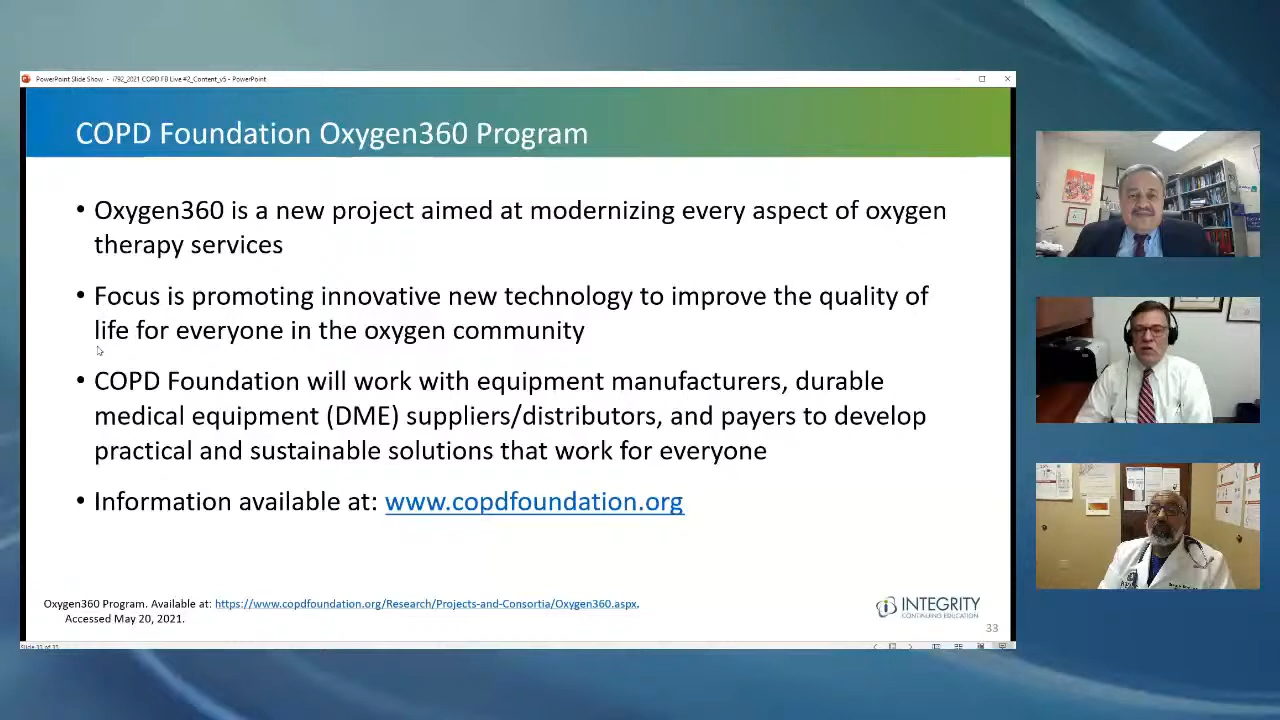 PowerPoint Slide Show - i792_2021 COPD FB Live #2_Content_v5 - PowerPoint
COPD Foundation Oxygen360 Program
• Oxygen360 is a new project aimed at modernizing every aspect of oxygen
therapy services
• Focus is promoting innovative new technology to improve the quality of
life for everyone in the oxygen community
• COPD Foundation will work with equipment manufacturers, durable
medical equipment (DME) suppliers/distributors, and payers to develop
practical and sustainable solutions that work for everyone
• Information available at: www.copdfoundation.org
Oxygen360 Program. Available at: https://www.copdfoundation.org/Research/Projects-and-Consortia/Oxygen360.aspx.
Accessed May 20, 2021.
INTEGRITY
CONTINUING EDUCATION
33